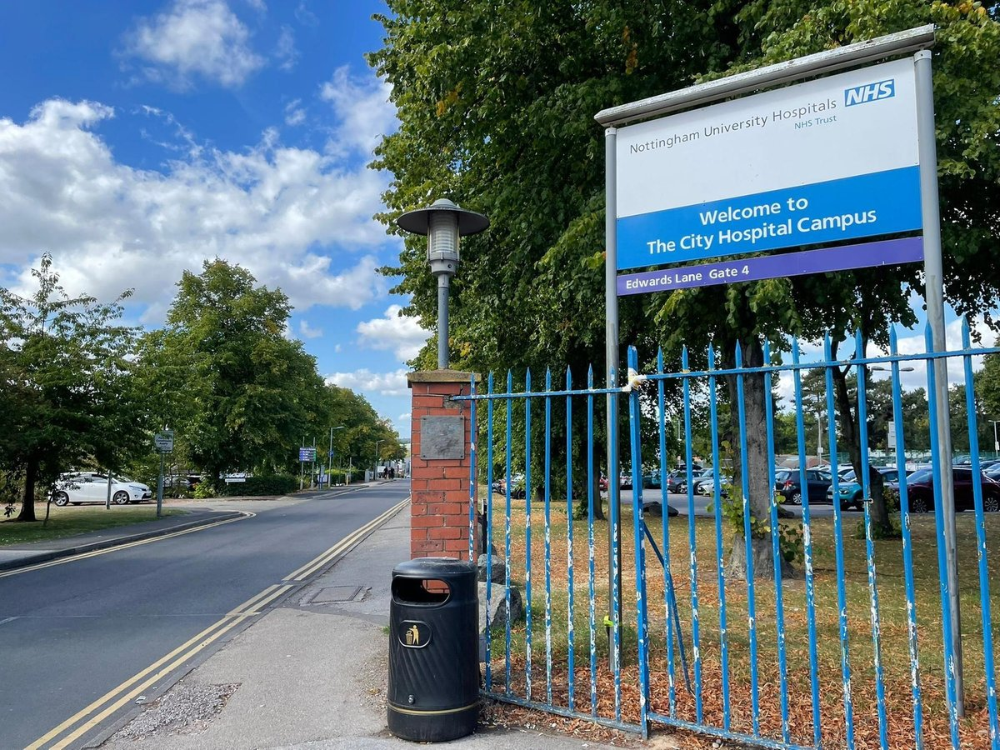 Nottingham University Hospitals NHS
NHS Trust
Welcome to
The City Hospital Campus
Edwards Lane Gate 4